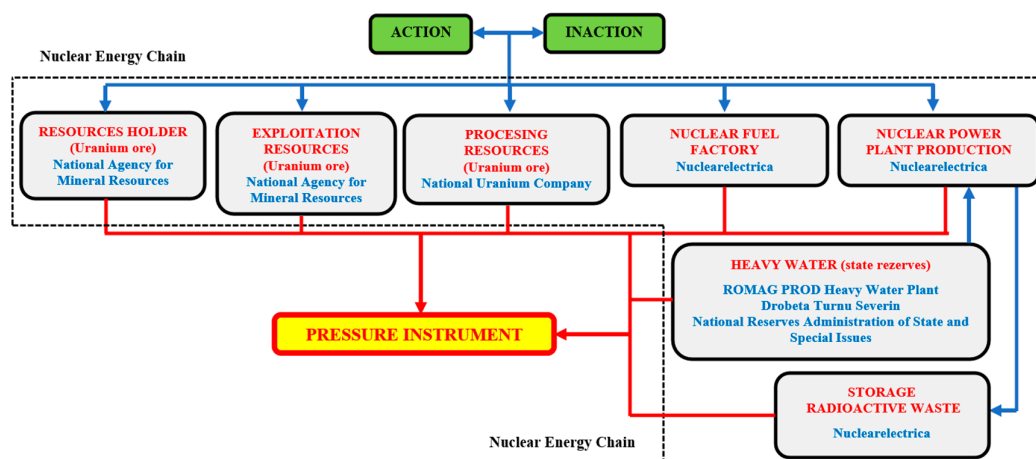 ACTION
INACTION
Nuclear Energy Chain
RESOURCES HOLDER
(Uranium ore)
National Agency for
Mineral Resources
EXPLOITATION
RESOURCES
(Uranium ore)
National Agency for
Mineral Resources
PROCESING
RESOURCES
(Uranium ore)
National Uranium Company
NUCLEAR FUEL
FACTORY
Nuclearelectrica
NUCLEAR POWER
PLANT PRODUCTION
Nuclearelectrica
HEAVY WATER (state rezerves)
ROMAG PROD Heavy Water Plant
Drobeta Turnu Severin
National Reserves Administration of State and
Special Issues
PRESSURE INSTRUMENT
STORAGE
RADIOACTIVE WASTE
Nuclearelectrica
Nuclear Energy Chain